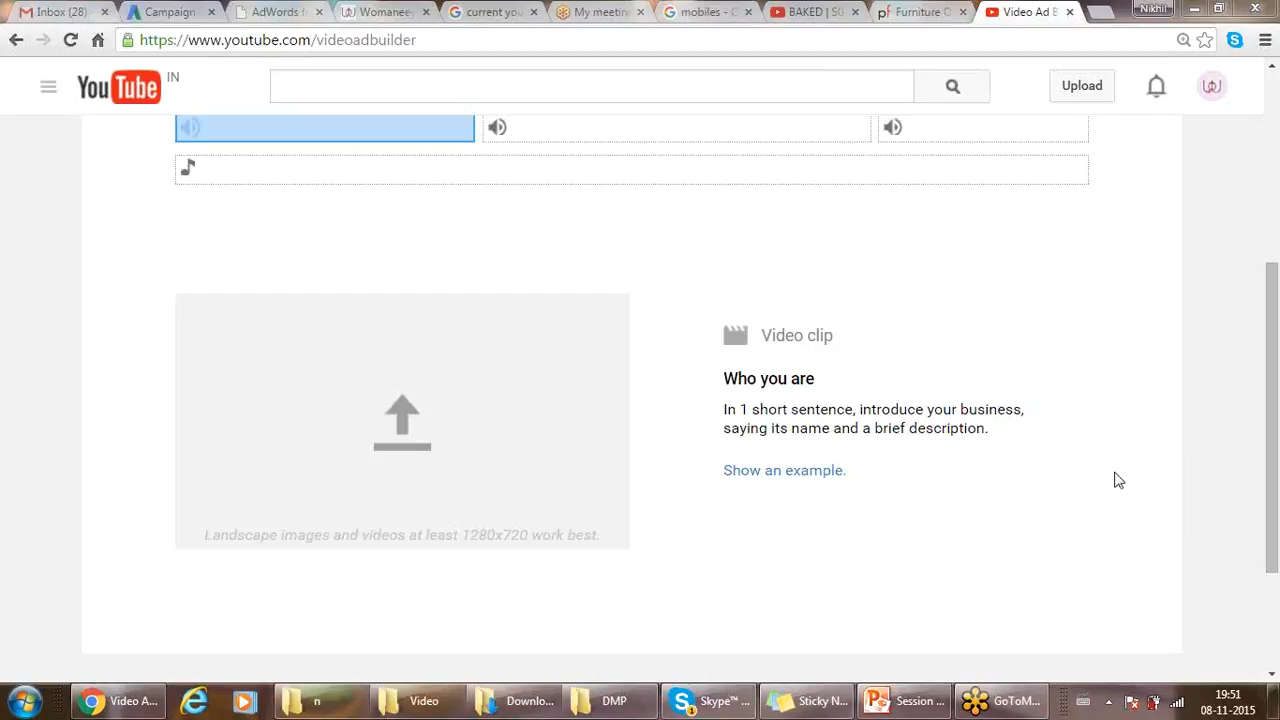 Inbox (28)
Campaign
AdWords f
Womanee
current you
My meetin
mobiles - G
BAKED | S
Furniture O
Video Ad B
Nikhil
https://www.youtube.com/videoadbuilder
YouTube IN
Upload
Video clip
Who you are
In 1 short sentence, introduce your business,
saying its name and a brief description.
Show an example.
Landscape images and videos at least 1280x720 work best.
Video A...
n
Video
Downlo...
DMP
Skype™ ...
Sticky N...
Session ...
GoToM...
19:51
08-11-2015